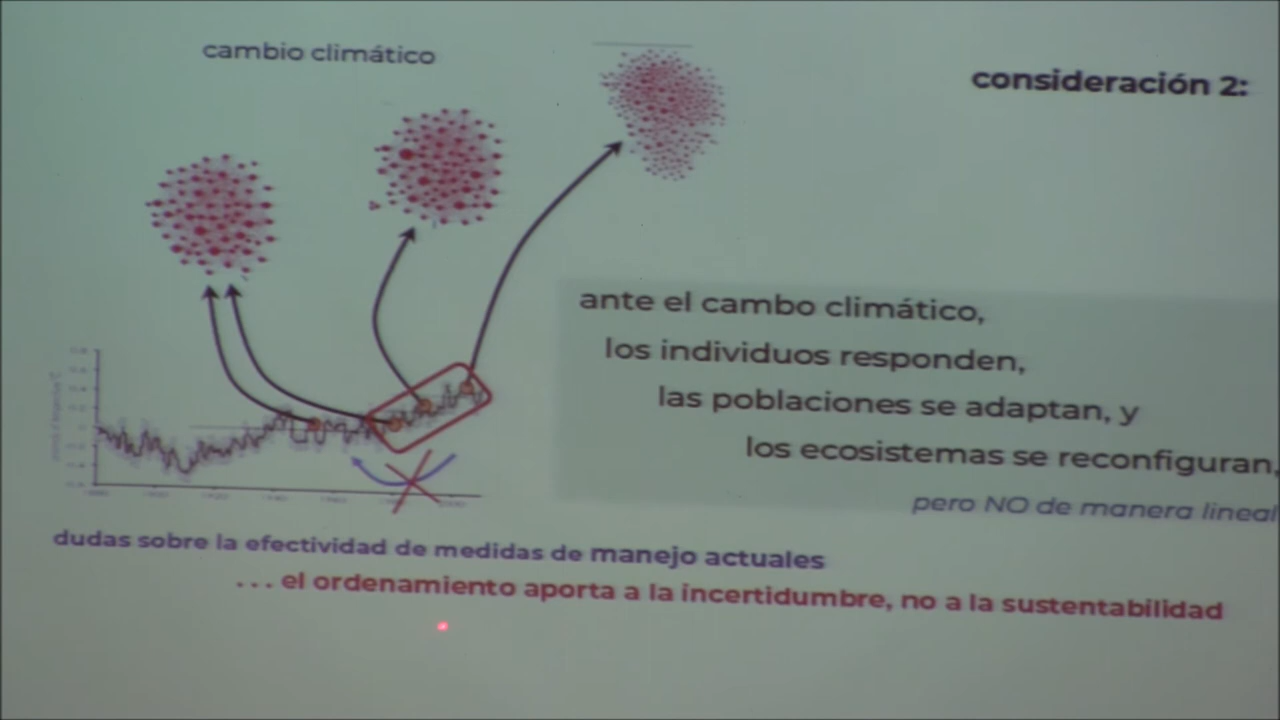 cambio climático
consideración 2:
ante el cambo climático,
los individuos responden,
las poblaciones se adaptan, y
los ecosistemas se reconfiguran,
pero NO de manera lineal
dudas sobre la efectividad de medidas de manejo actuales
... el ordenamiento aporta a la incertidumbre, no a la sustentabilidad